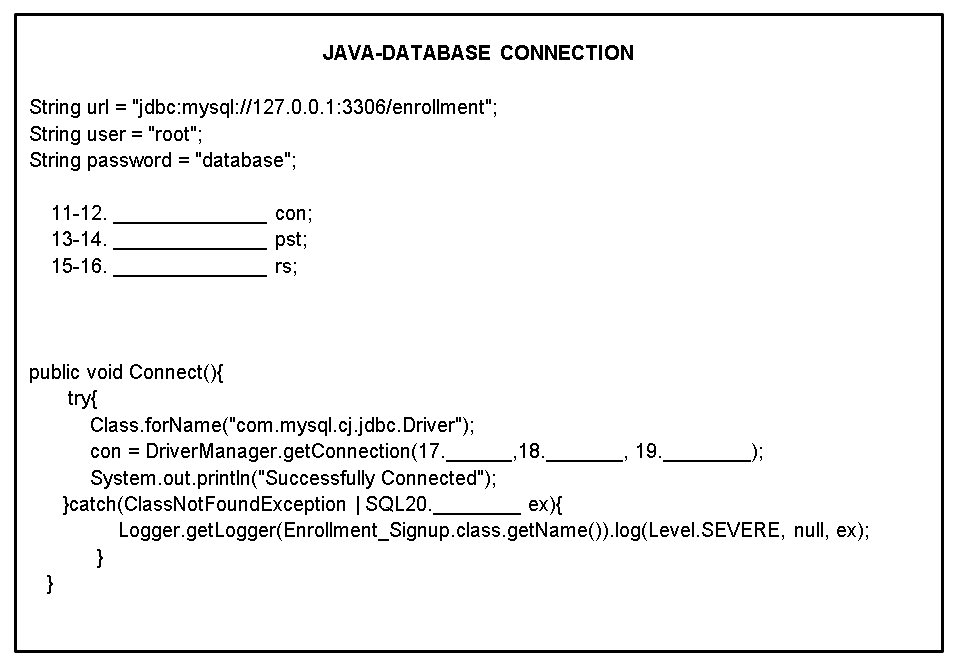 JAVA-DATABASE CONNECTION
String url = "jdbc:mysql://127.0.0.1:3306/enrollment";
String user = "root";
String password = "database";
11-12. ______________ con;
13-14. ______________ pst;
15-16. ______________ rs;
public void Connect(){
try{
Class.forName("com.mysql.cj.jdbc.Driver");
con = DriverManager.getConnection(17.______,18._______, 19.________);
System.out.println("Successfully Connected");
}catch(ClassNotFoundException | SQL20.________ ex){
Logger.getLogger(Enrollment_Signup.class.getName()).log(Level.SEVERE, null, ex);
}
}